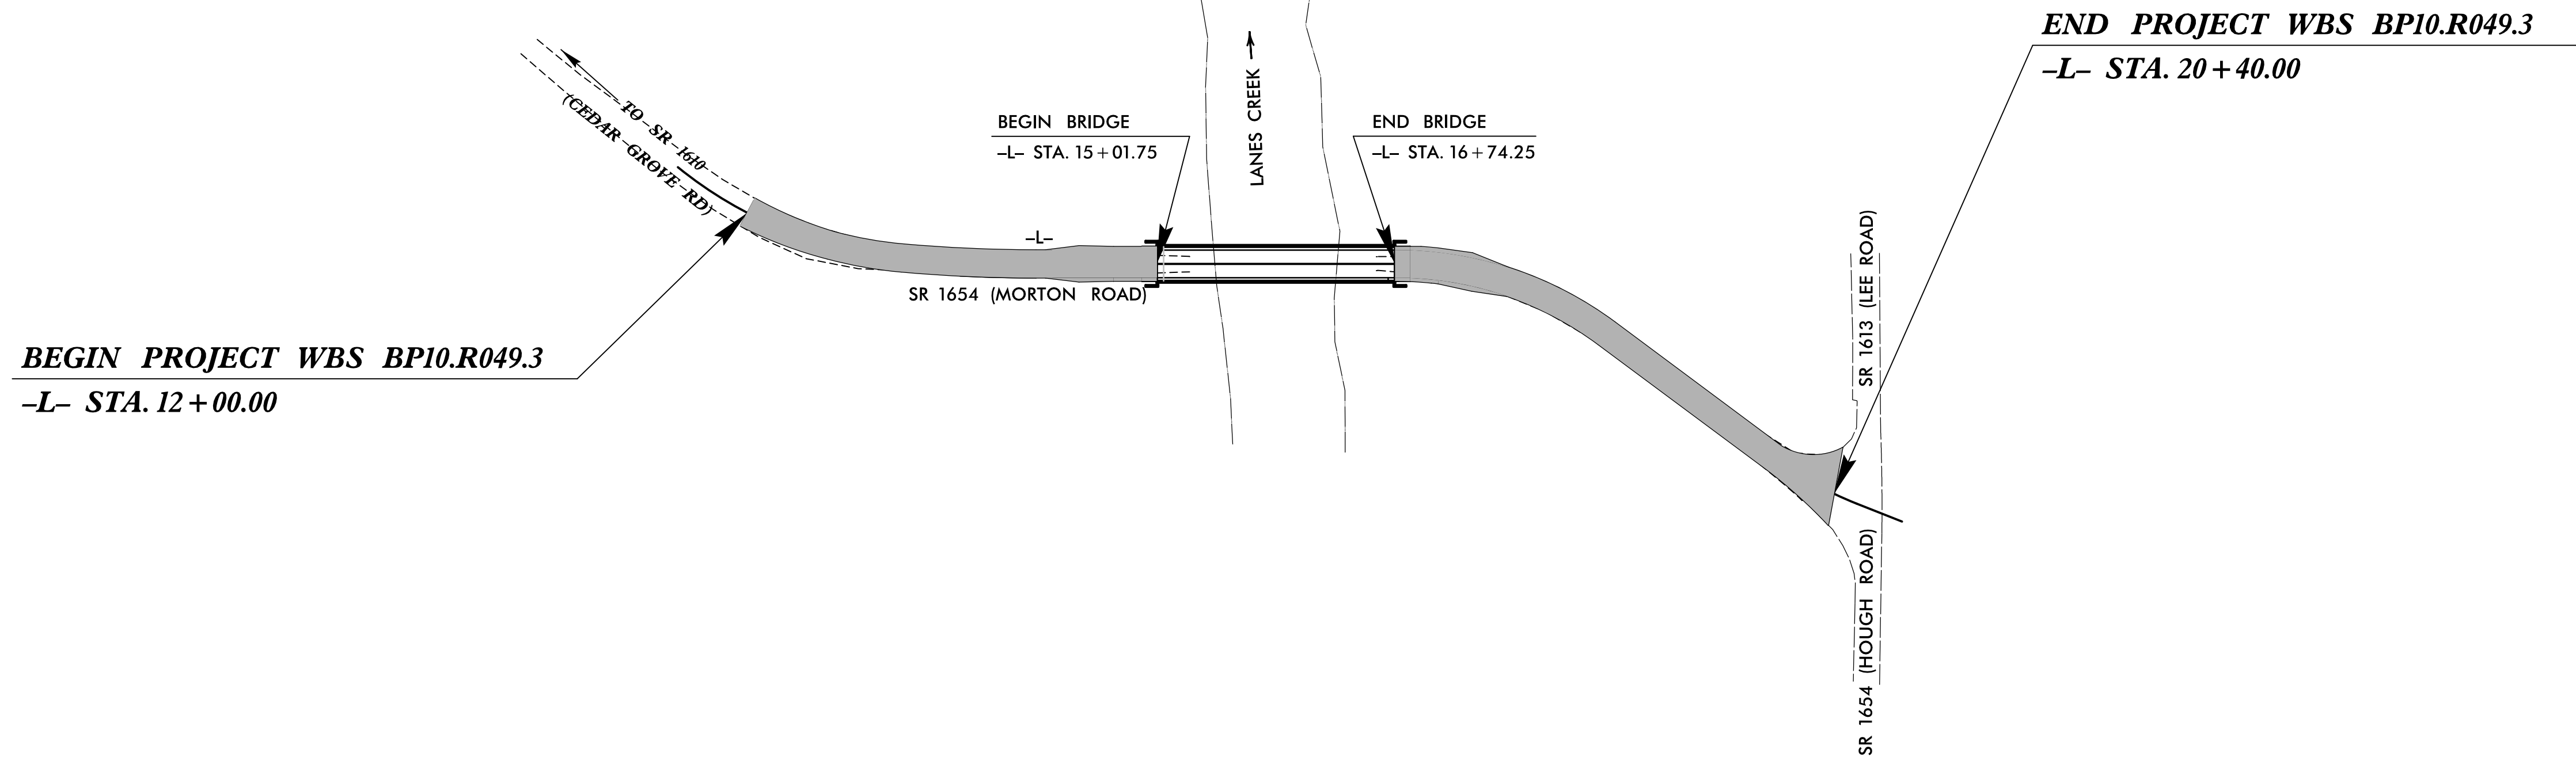 END PROJECT WBS BP10.R049.3
–L– STA. 20+40.00
TO SR 1610
(CEDAR GROVE RD)
BEGIN BRIDGE
–L– STA. 15+01.75
LANES CREEK
END BRIDGE
–L– STA. 16+74.25
–L–
SR 1654 (MORTON ROAD)
SR 1613 (LEE ROAD)
BEGIN PROJECT WBS BP10.R049.3
–L– STA. 12+00.00
SR 1654 (HOUGH ROAD)